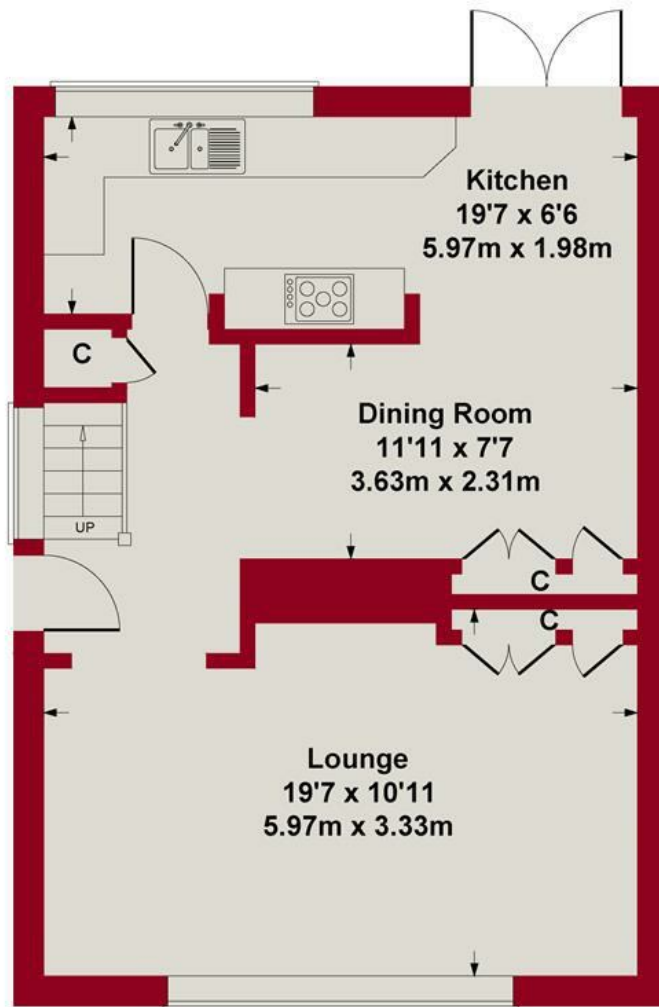 Kitchen
19'7 x 6'6
5.97m x 1.98m
C
Dining Room
11'11 x 7'7
3.63m x 2.31m
UP
C
C
Lounge
19'7 x 10'11
5.97m x 3.33m